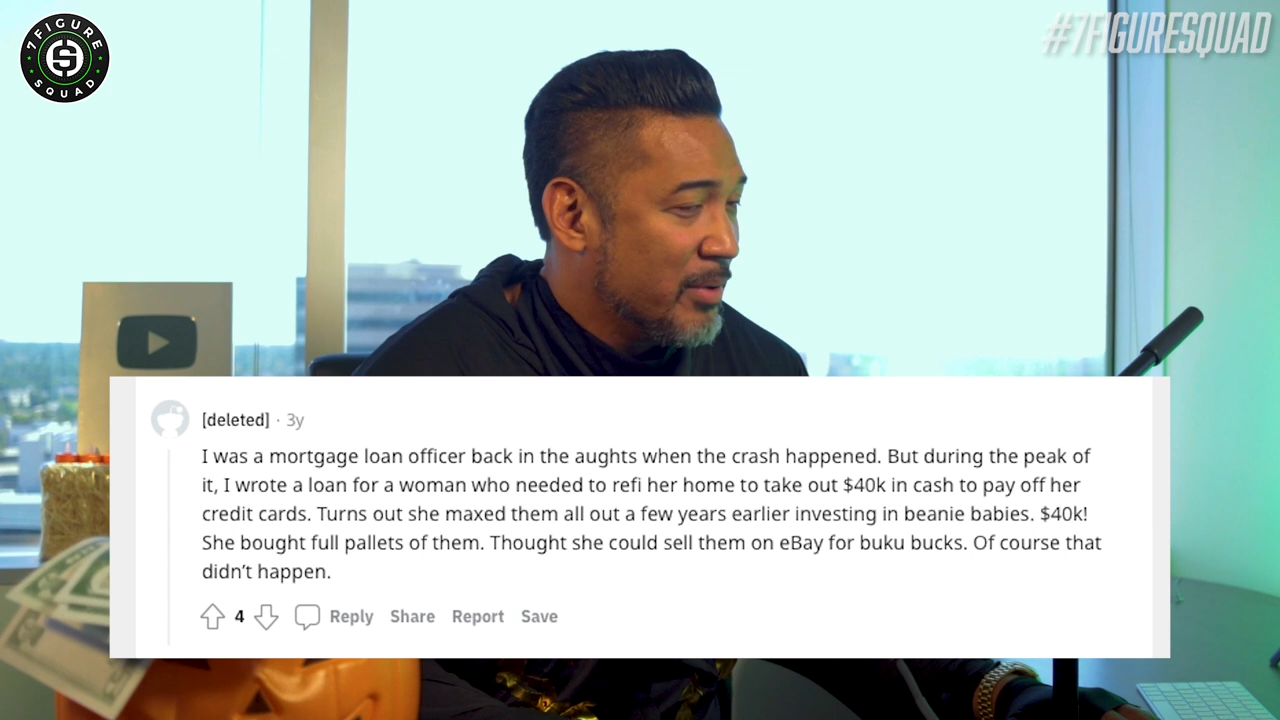 7FIGURE
SQUAD
#7FIGURESQUAD
[deleted] · 3y
I was a mortgage loan officer back in the aughts when the crash happened. But during the peak of
it, I wrote a loan for a woman who needed to refi her home to take out $40k in cash to pay off her
credit cards. Turns out she maxed them all out a few years earlier investing in beanie babies. $40k!
She bought full pallets of them. Thought she could sell them on eBay for buku bucks. Of course that
didn't happen.
4 Reply Share Report Save